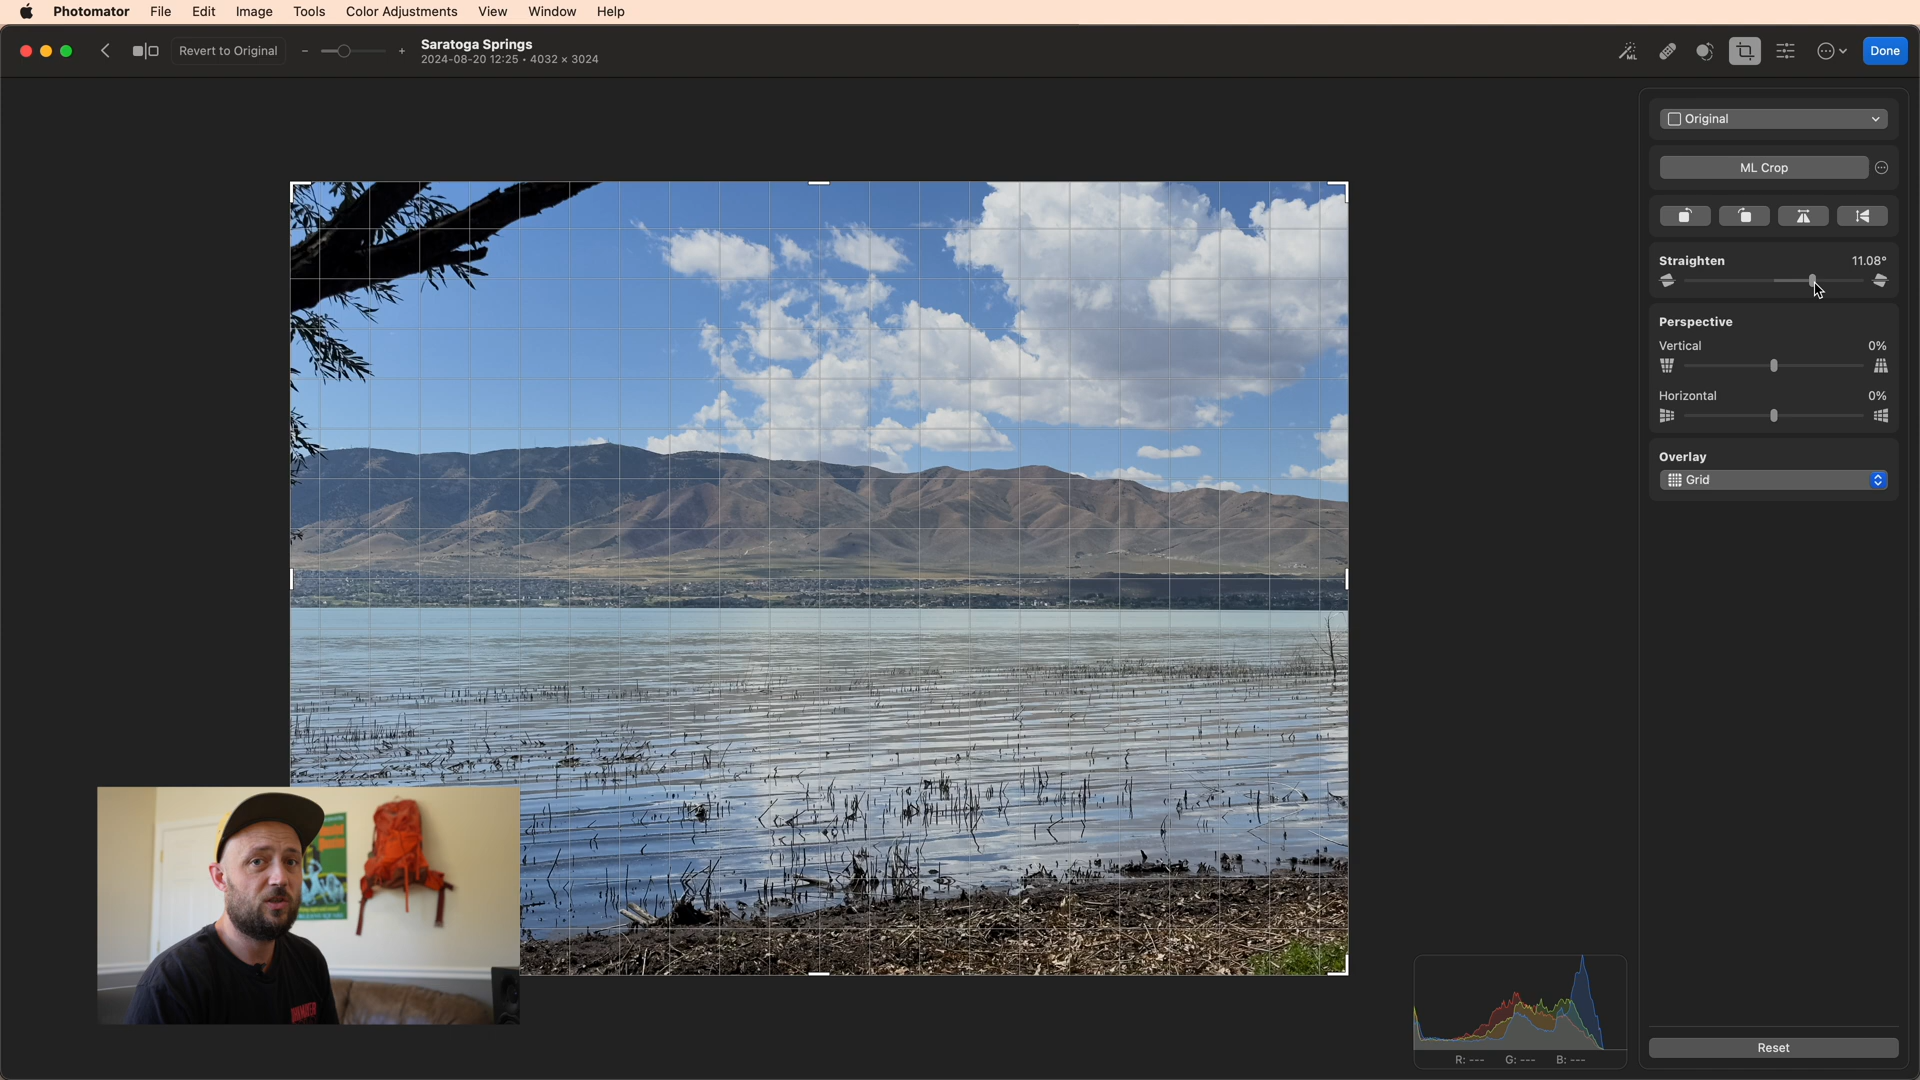 Photomator File Edit Image Tools Color Adjustments View Window Help
Revert to Original
Saratoga Springs
2024-08-20 12:25 • 4032 × 3024
ML
Done
Original
ML Crop
Straighten 11.08°
Perspective
Vertical 0%
Horizontal 0%
Overlay
Grid
R: --- G: --- B: ---
Reset